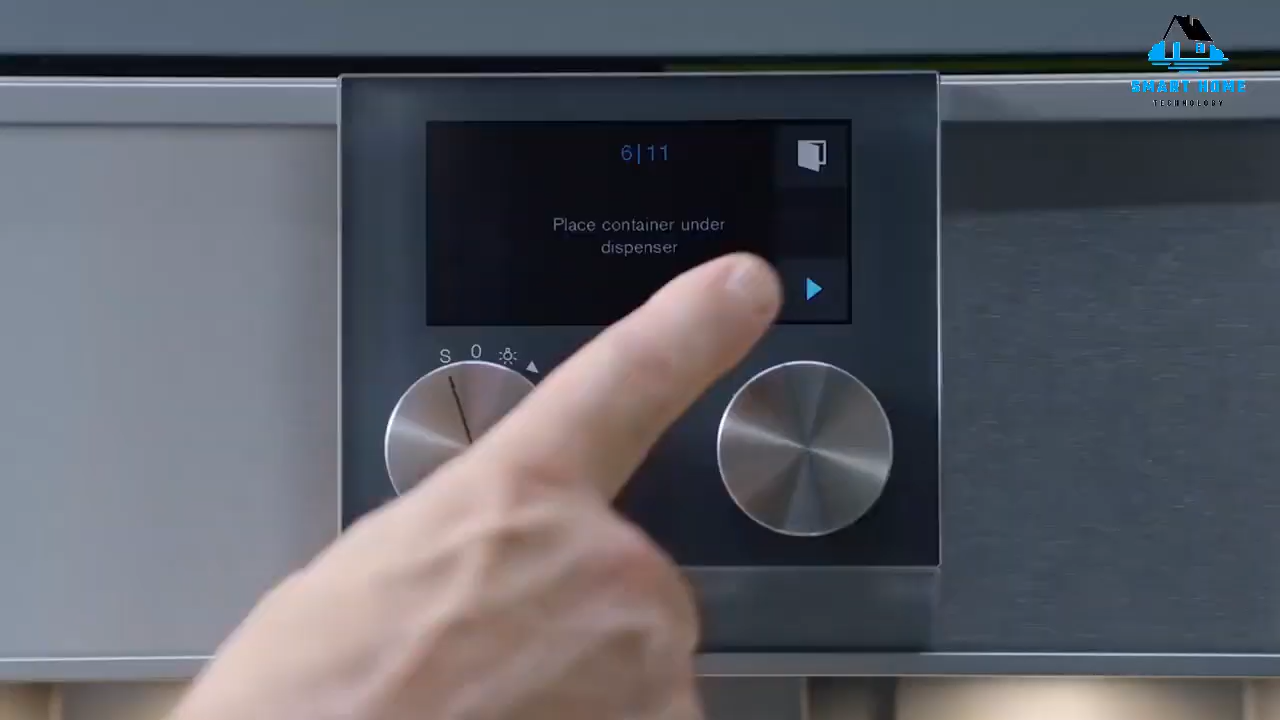 SMART HOME
TECHNOLOGY
6|11
Place container under
dispenser
S 0